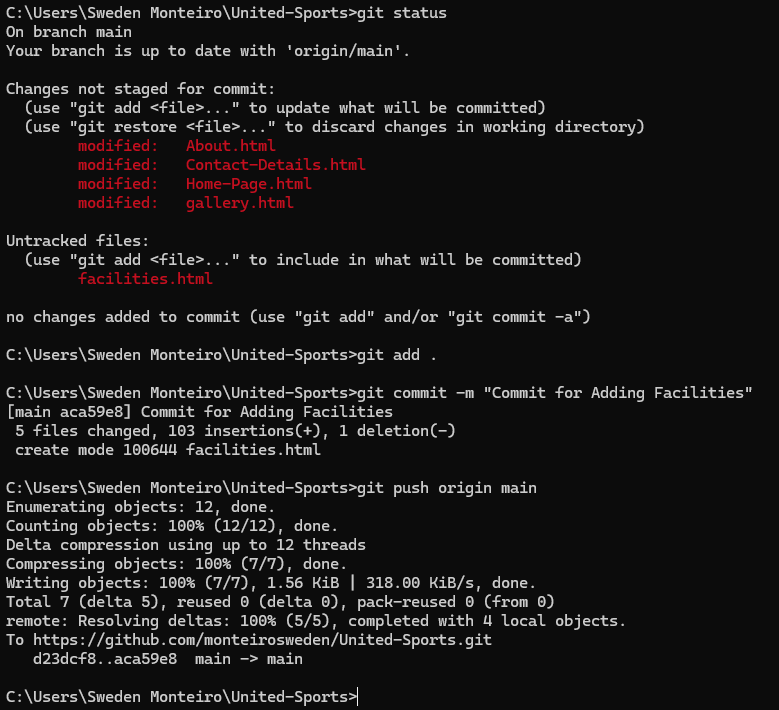 C:\Users\Sweden Monteiro\United-Sports>git status
On branch main
Your branch is up to date with 'origin/main'.
Changes not staged for commit:
(use "git add <file>..." to update what will be committed)
(use "git restore <file>..." to discard changes in working directory)
modified: About.html
modified: Contact-Details.html
modified: Home-Page.html
modified: gallery.html
Untracked files:
(use "git add <file>..." to include in what will be committed)
facilities.html
no changes added to commit (use "git add" and/or "git commit -a")
C:\Users\Sweden Monteiro\United-Sports>git add .
C:\Users\Sweden Monteiro\United-Sports>git commit -m "Commit for Adding Facilities"
[main aca59e8] Commit for Adding Facilities
5 files changed, 103 insertions(+), 1 deletion(-)
create mode 100644 facilities.html
C:\Users\Sweden Monteiro\United-Sports>git push origin main
Enumerating objects: 12, done.
Counting objects: 100% (12/12), done.
Delta compression using up to 12 threads
Compressing objects: 100% (7/7), done.
Writing objects: 100% (7/7), 1.56 KiB | 318.00 KiB/s, done.
Total 7 (delta 5), reused 0 (delta 0), pack-reused 0 (from 0)
remote: Resolving deltas: 100% (5/5), completed with 4 local objects.
To https://github.com/monteirosweden/United-Sports.git
d23dcf8..aca59e8 main -> main
C:\Users\Sweden Monteiro\United-Sports>